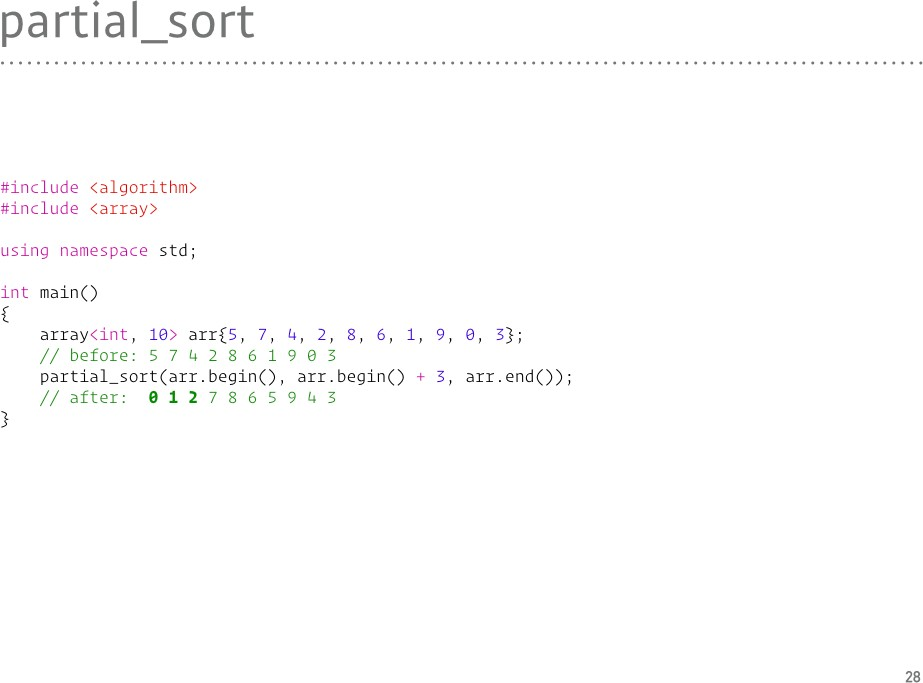 partial_sort
#include <algorithm>
#include <array>
using namespace std;
int main()
{
    array<int, 10> arr{5, 7, 4, 2, 8, 6, 1, 9, 0, 3};
    // before: 5 7 4 2 8 6 1 9 0 3
    partial_sort(arr.begin(), arr.begin() + 3, arr.end());
    // after:  0 1 2 7 8 6 5 9 4 3
}
28